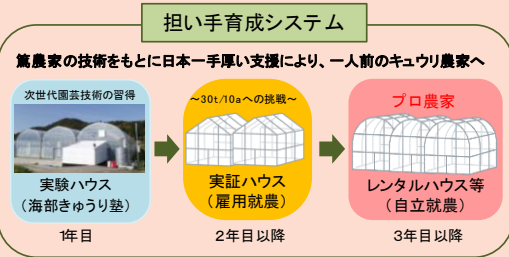 担い手育成システム
篤農家の技術をもとに日本一手厚い支援により、一人前のキュウリ農家へ
次世代園芸技術の習得
実験ハウス
（海部きゅうり塾）
1年目
～30t/10aへの挑戦～
実証ハウス
（雇用就農）
2年目以降
プロ農家
レンタルハウス等
（自立就農）
3年目以降